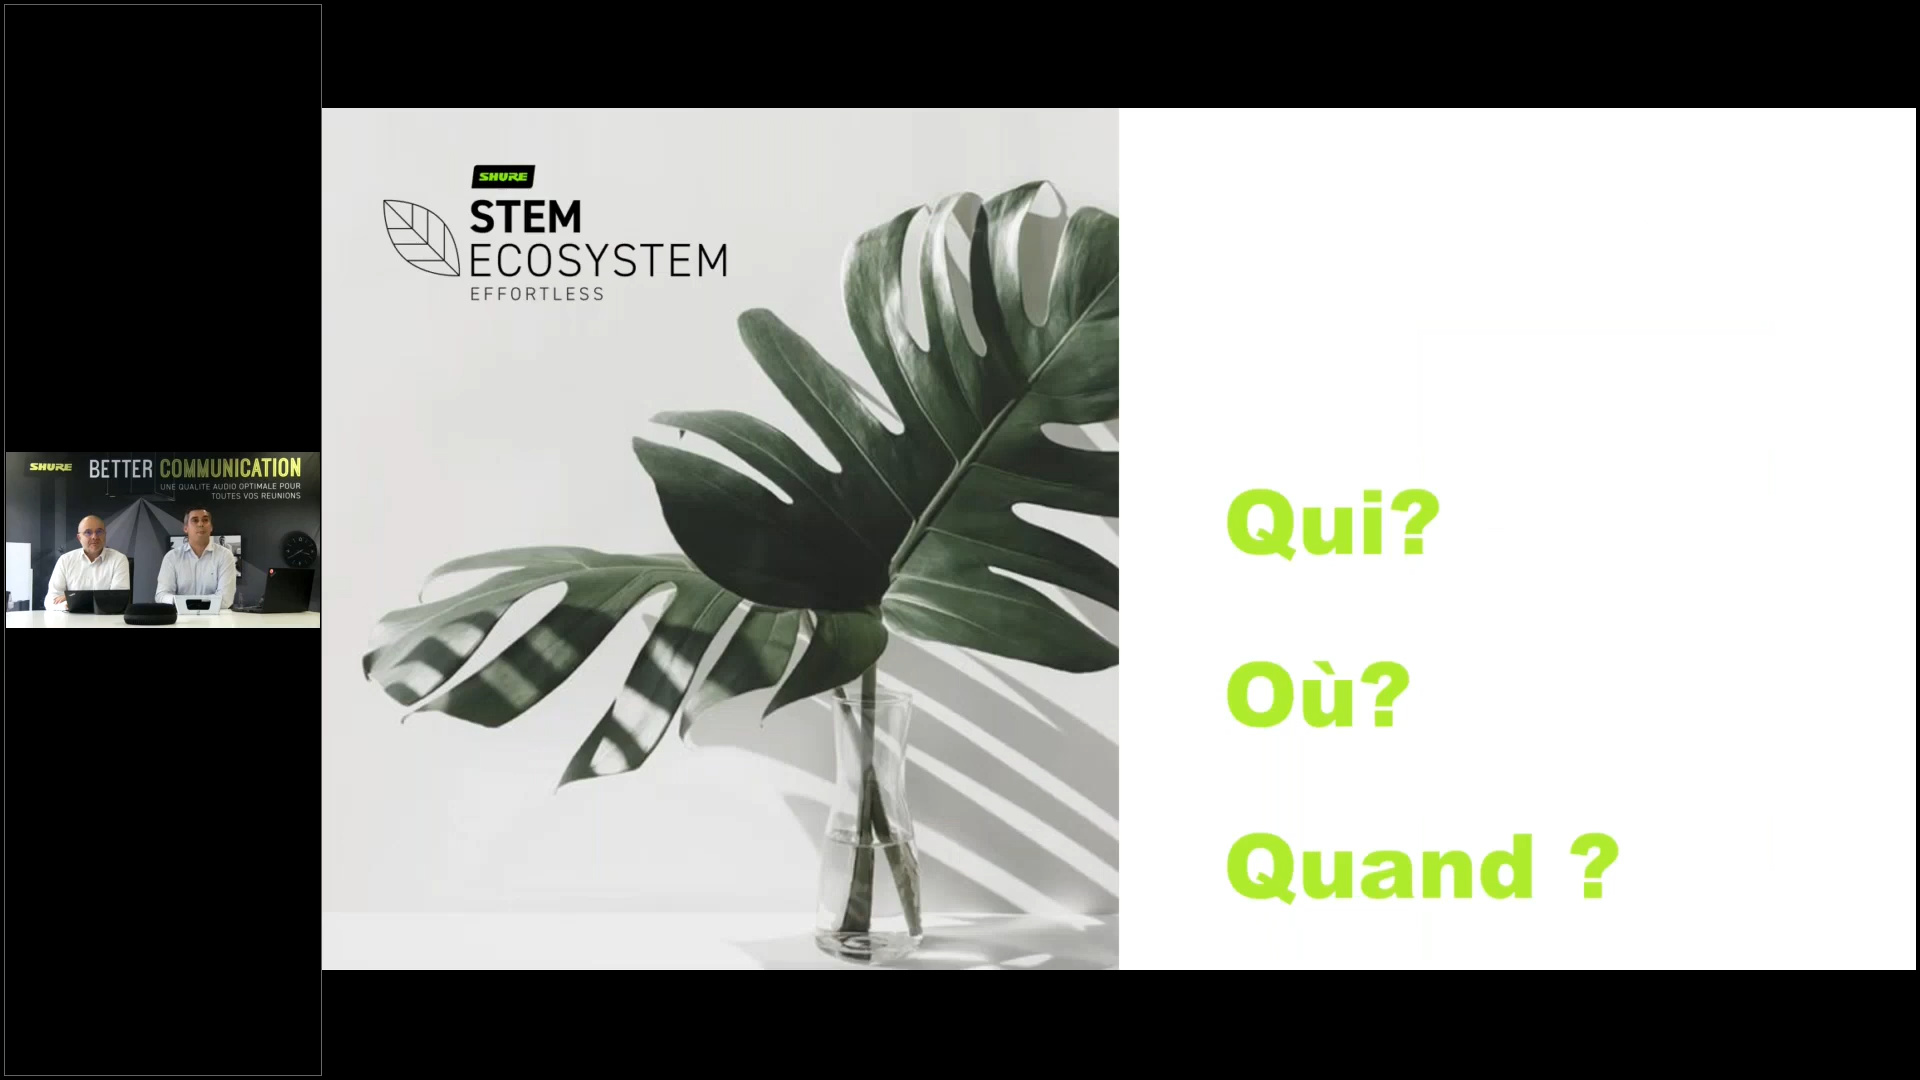 SHURE BETTER COMMUNICATION
UNE QUALITE AUDIO OPTIMALE POUR
TOUTES VOS REUNIONS
SHURE
STEM
ECOSYSTEM
EFFORTLESS
Qui?
Où?
Quand ?